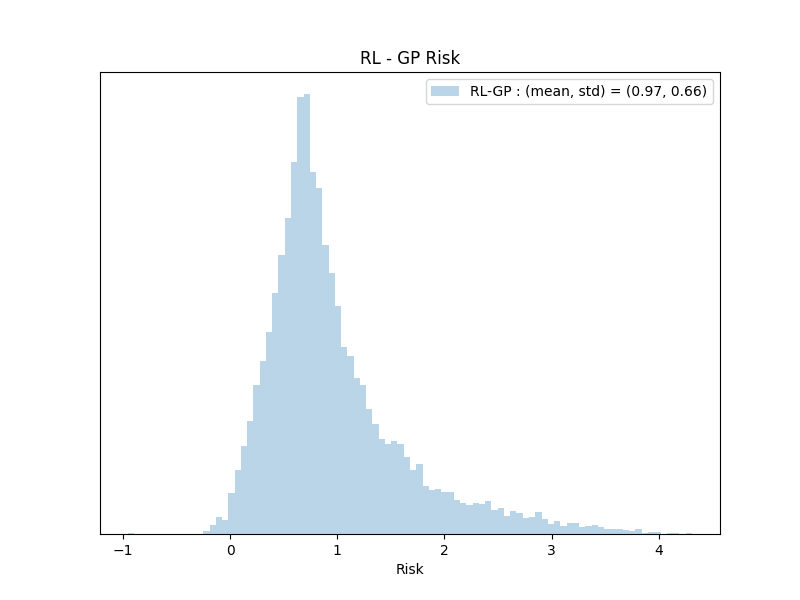 RL - GP Risk
RL-GP : (mean, std) = (0.97, 0.66)
−1 0 1 2 3 4
Risk